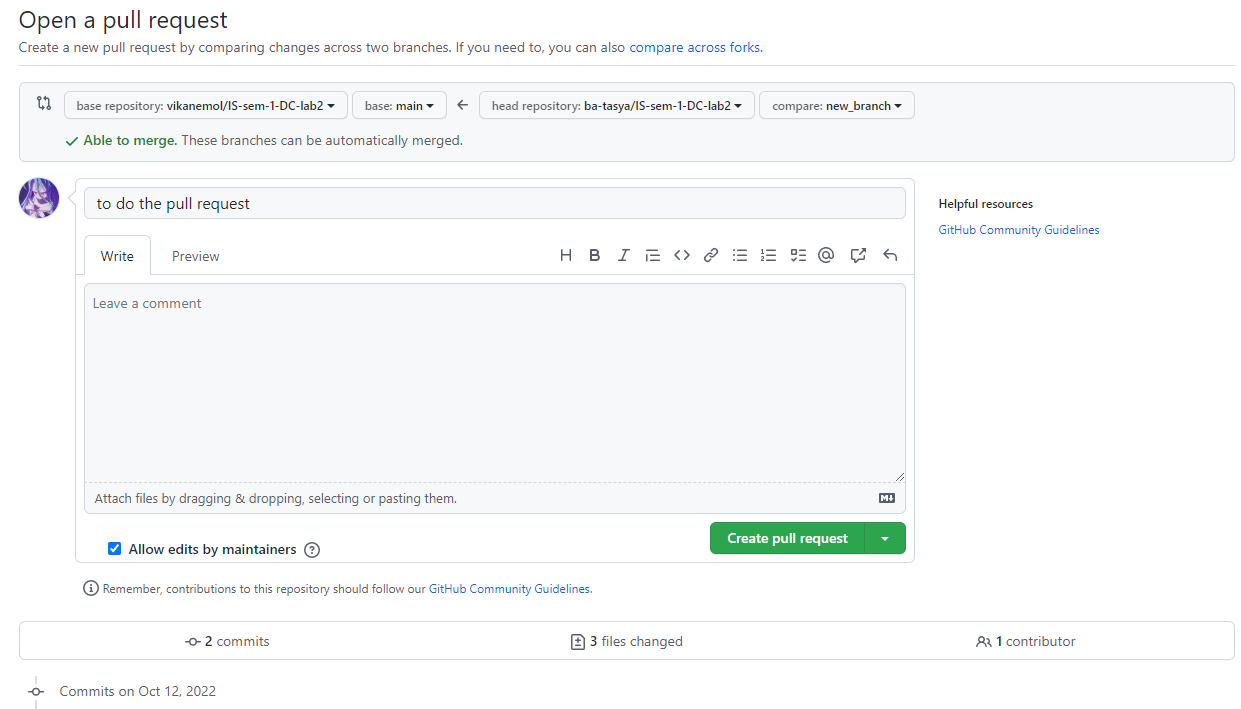 Open a pull request
Create a new pull request by comparing changes across two branches. If you need to, you can also compare across forks.
base repository: vikanemol/IS-sem-1-DC-lab2 base: main head repository: ba-tasya/IS-sem-1-DC-lab2 compare: new_branch
Able to merge. These branches can be automatically merged.
to do the pull request
Helpful resources
GitHub Community Guidelines
Write Preview
Leave a comment
Attach files by dragging & dropping, selecting or pasting them.
Allow edits by maintainers
Create pull request
Remember, contributions to this repository should follow our GitHub Community Guidelines.
2 commits 3 files changed 1 contributor
Commits on Oct 12, 2022